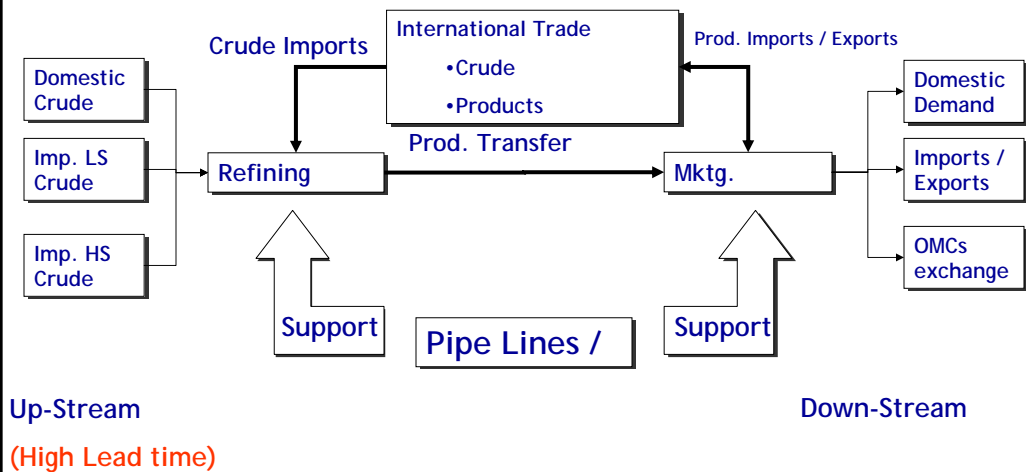 Crude Imports
International Trade
•Crude
•Products
Prod. Imports / Exports
Domestic
Crude
Imp. LS
Crude
Imp. HS
Crude
Refining
Prod. Transfer
Mktg.
Domestic
Demand
Imports /
Exports
OMCs
exchange
Support
Pipe Lines /
Support
Up-Stream
Down-Stream
(High Lead time)